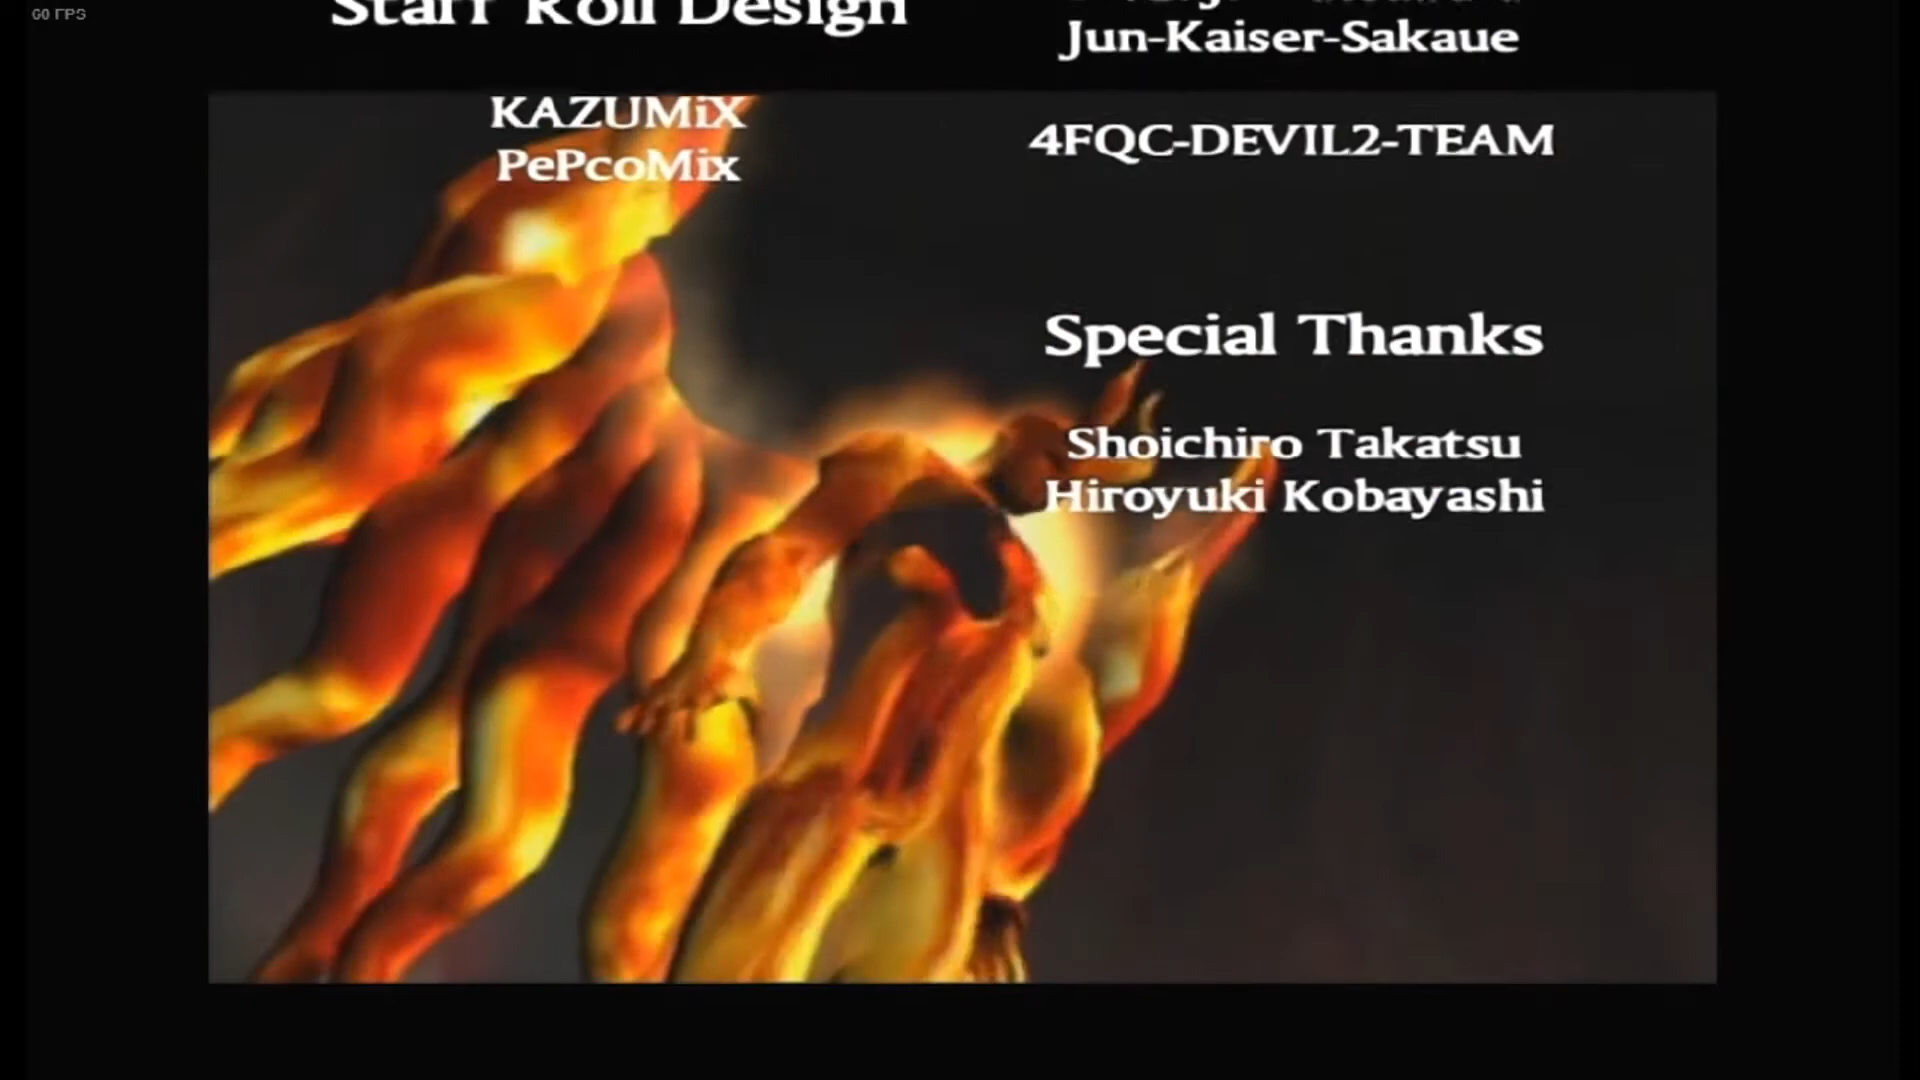 60 FPS
Staff Roll Design
KAZUMiX
PePcoMix
Jun-Kaiser-Sakaue
4FQC-DEVIL2-TEAM
Special Thanks
Shoichiro Takatsu
Hiroyuki Kobayashi